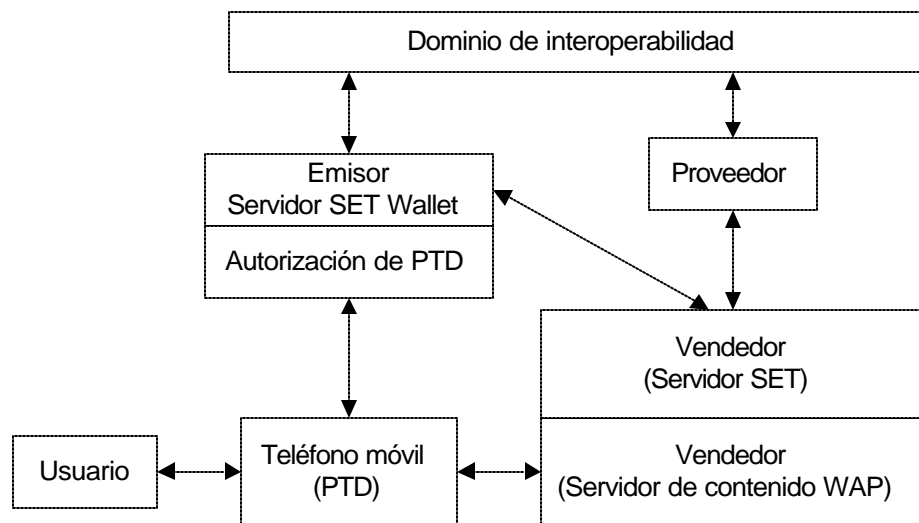 Dominio de interoperabilidad
Emisor
Servidor SET Wallet
Proveedor
Autorización de PTD
Vendedor
(Servidor SET)
Usuario
Teléfono móvil
(PTD)
Vendedor
(Servidor de contenido WAP)